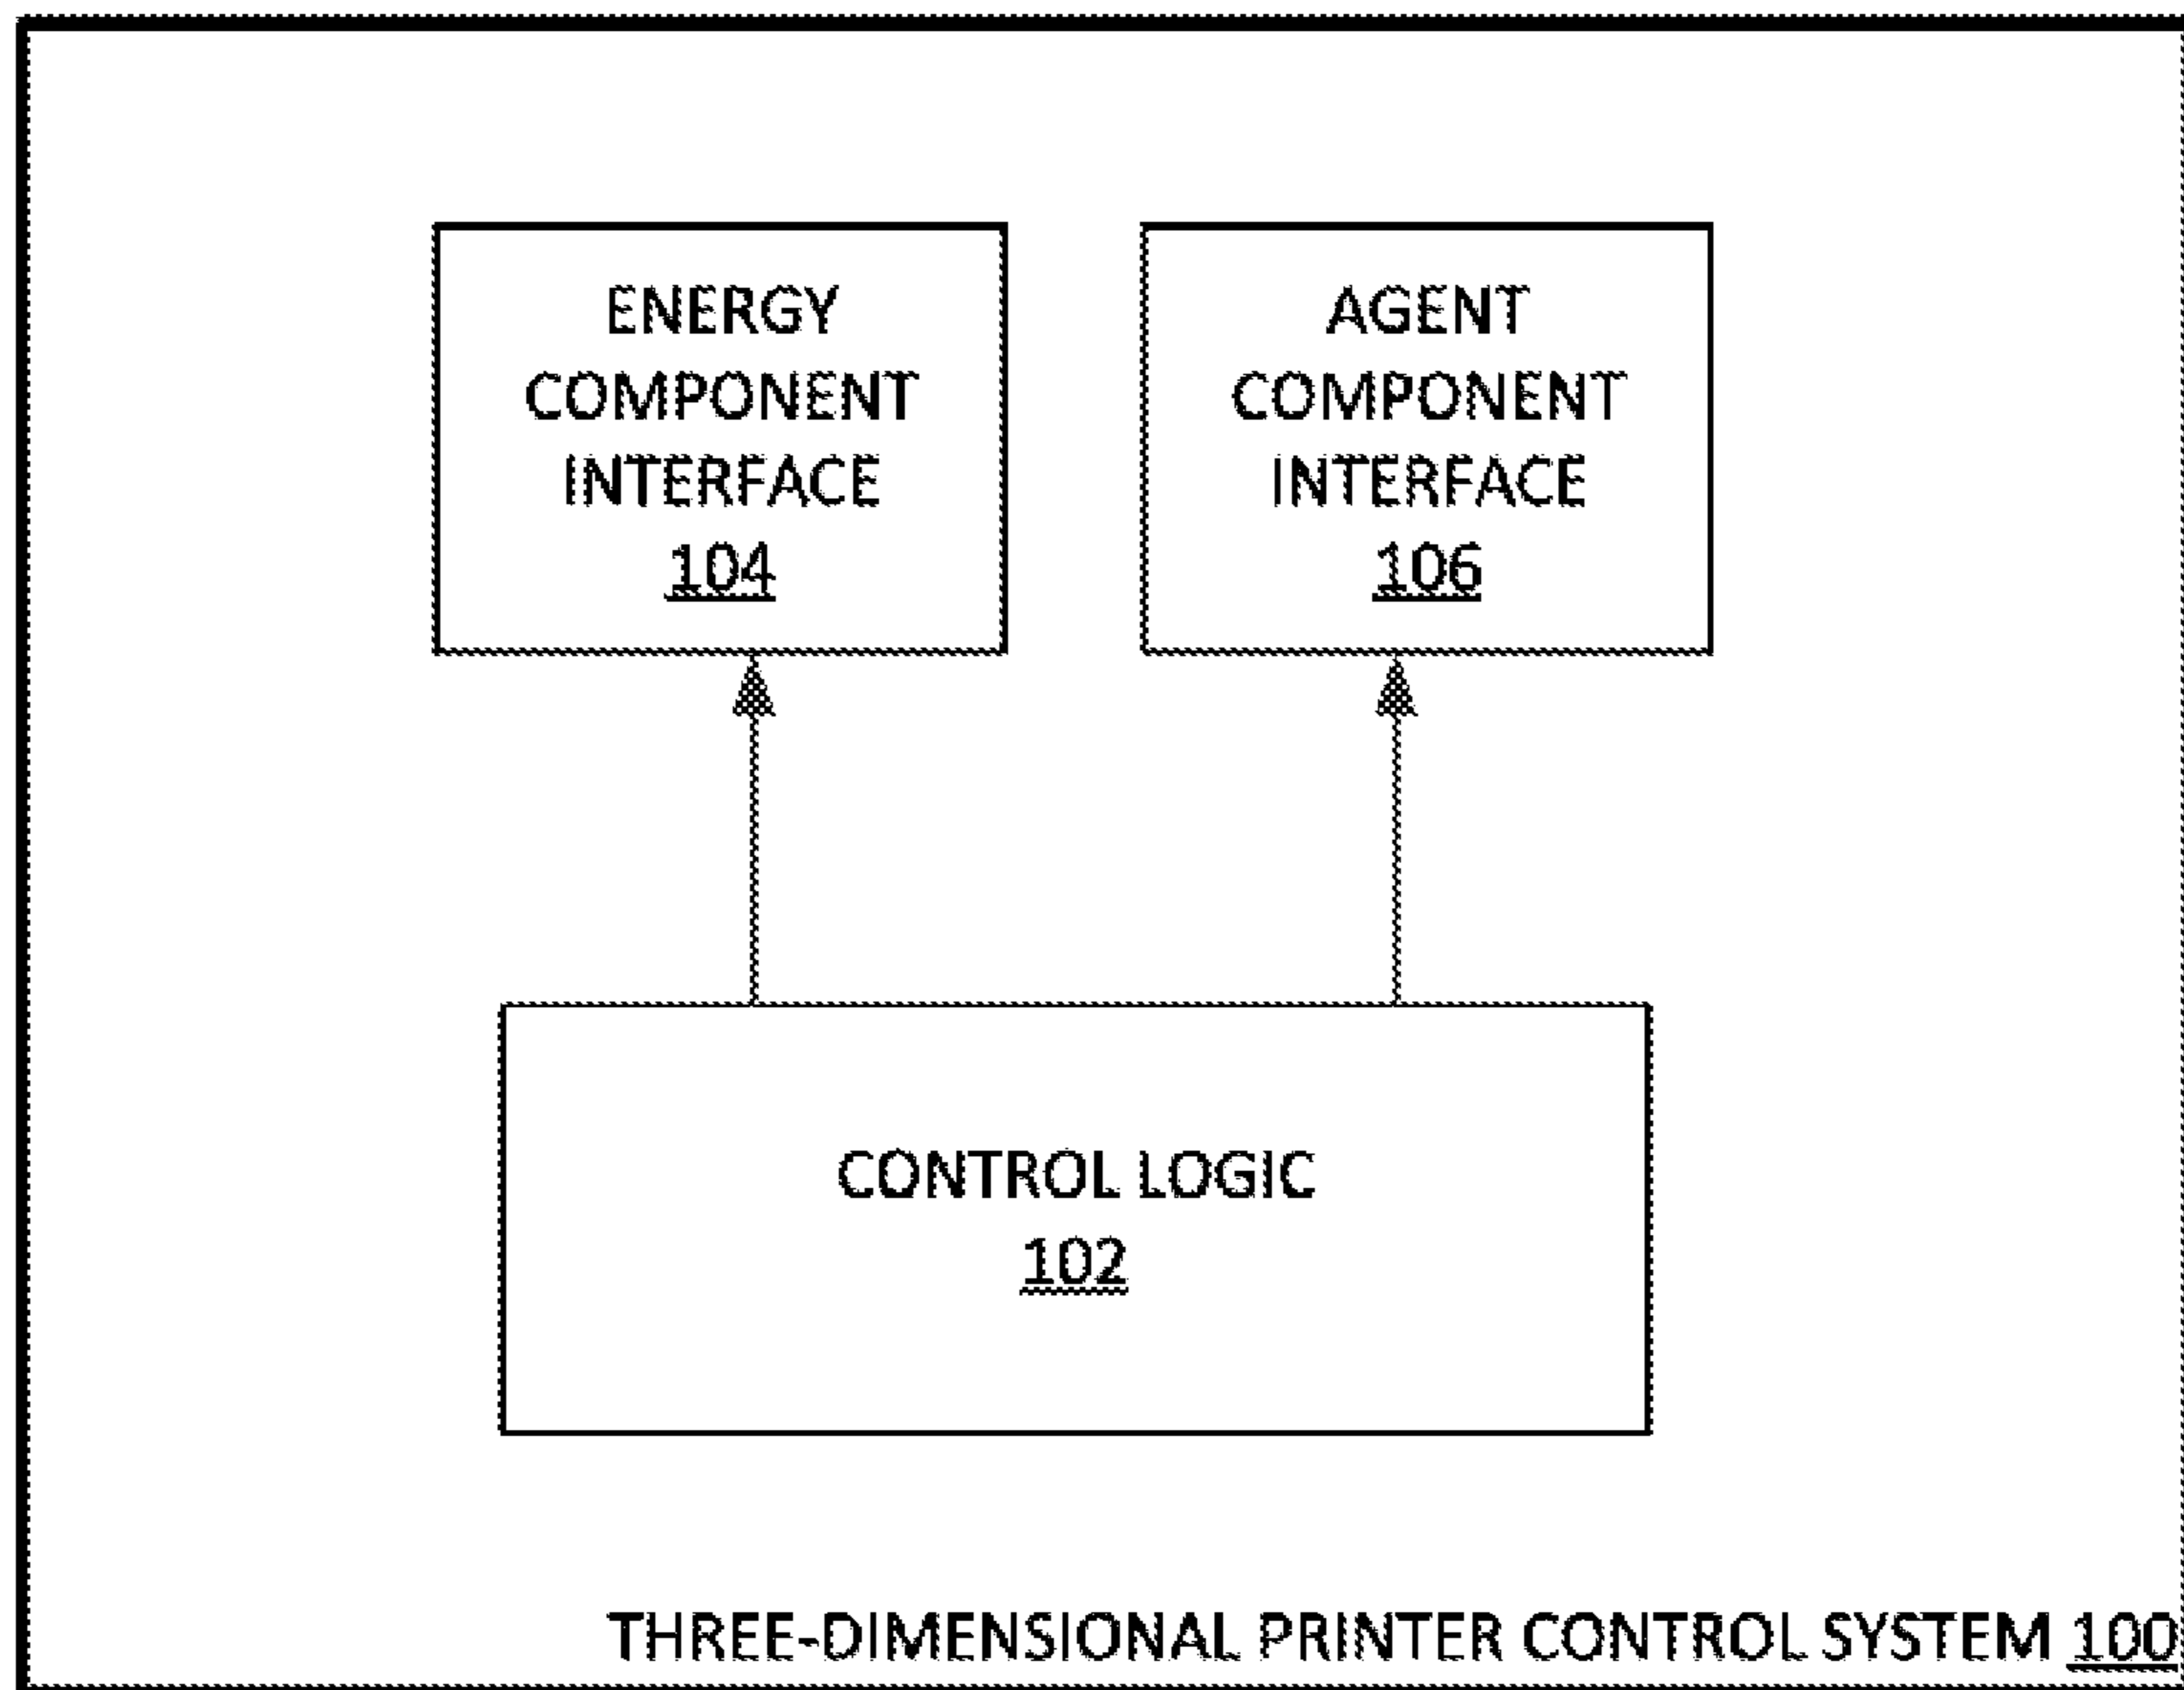 ENERGY
COMPONENT
INTERFACE
104
AGENT
COMPONENT
INTERFACE
106
CONTROL LOGIC
102
THREE-DIMENSIONAL PRINTER CONTROL SYSTEM 100